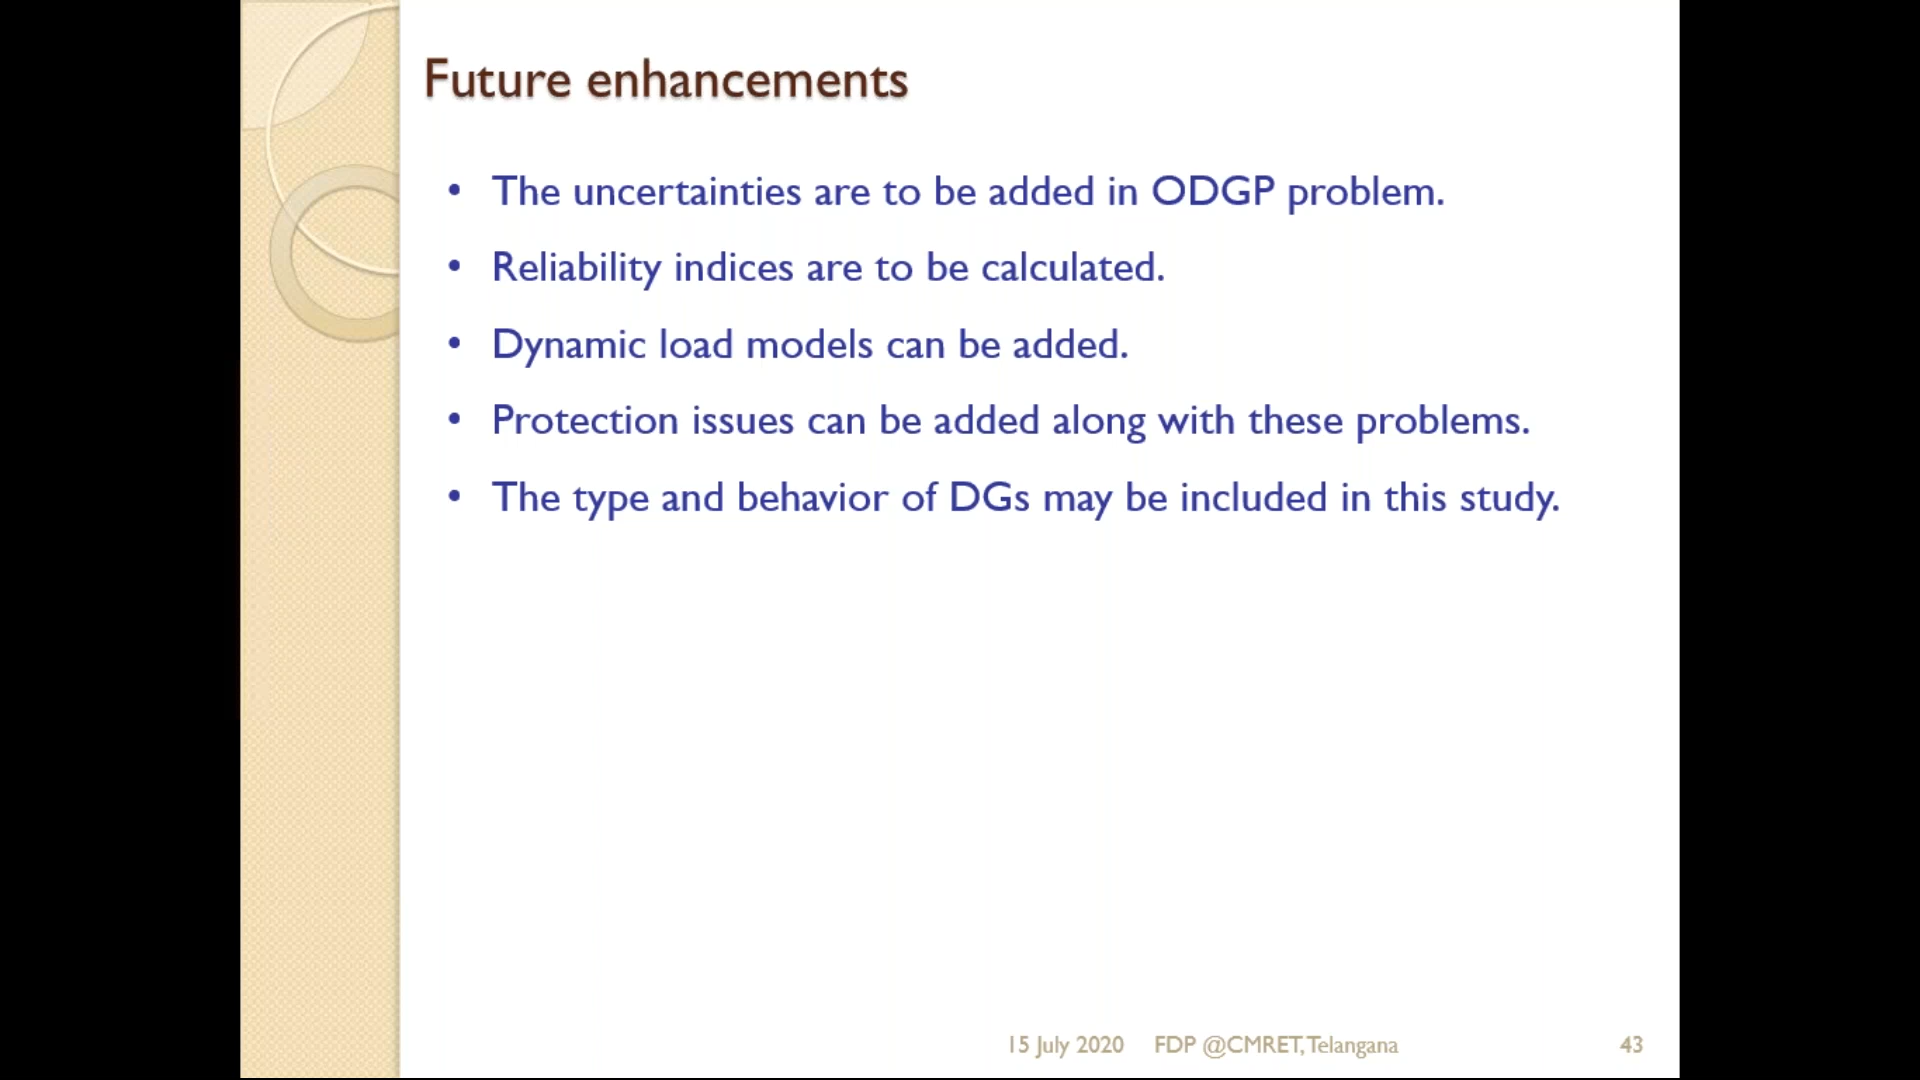 Future enhancements
• The uncertainties are to be added in ODGP problem.
• Reliability indices are to be calculated.
• Dynamic load models can be added.
• Protection issues can be added along with these problems.
• The type and behavior of DGs may be included in this study.
15 July 2020 FDP @CMRET, Telangana 43